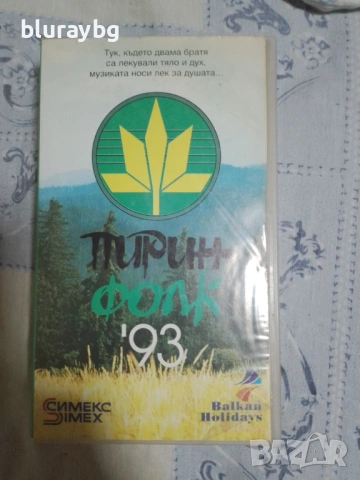 bluraybg
Тук, където двама братя
са лекували тяло и дух,
музиката носи лек за душата...
ПИРИН
ФОЛК
'93
СИМЕКС
SIMEX
Balkan
Holidays
BAZAR